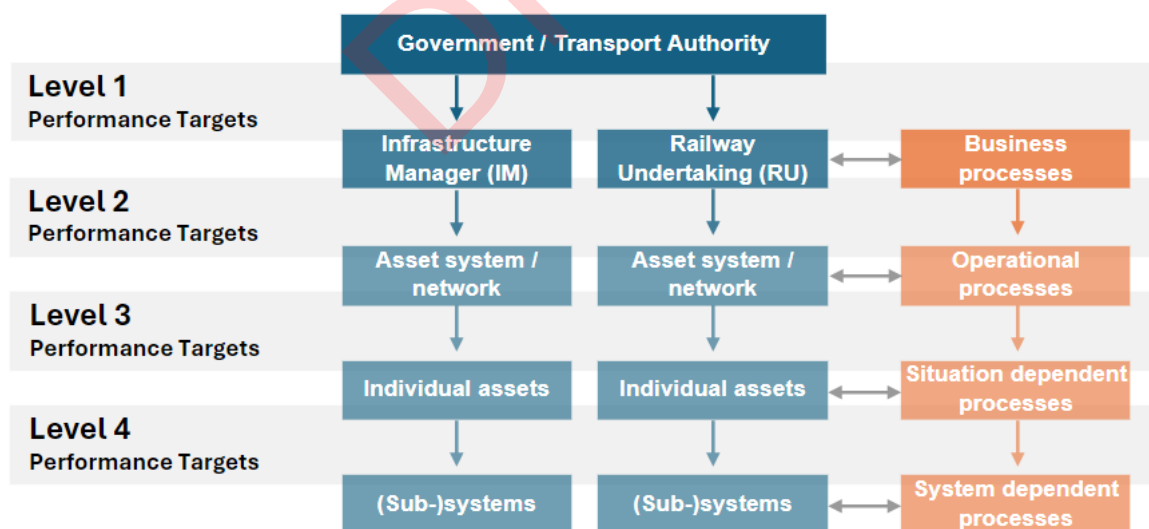 Government / Transport Authority
Level 1
Performance Targets
Infrastructure
Manager (IM)
Railway
Undertaking (RU)
Business
processes
Level 2
Performance Targets
Asset system /
network
Asset system /
network
Operational
processes
Level 3
Performance Targets
Individual assets
Individual assets
Situation dependent
processes
Level 4
Performance Targets
(Sub-)systems
(Sub-)systems
System dependent
processes